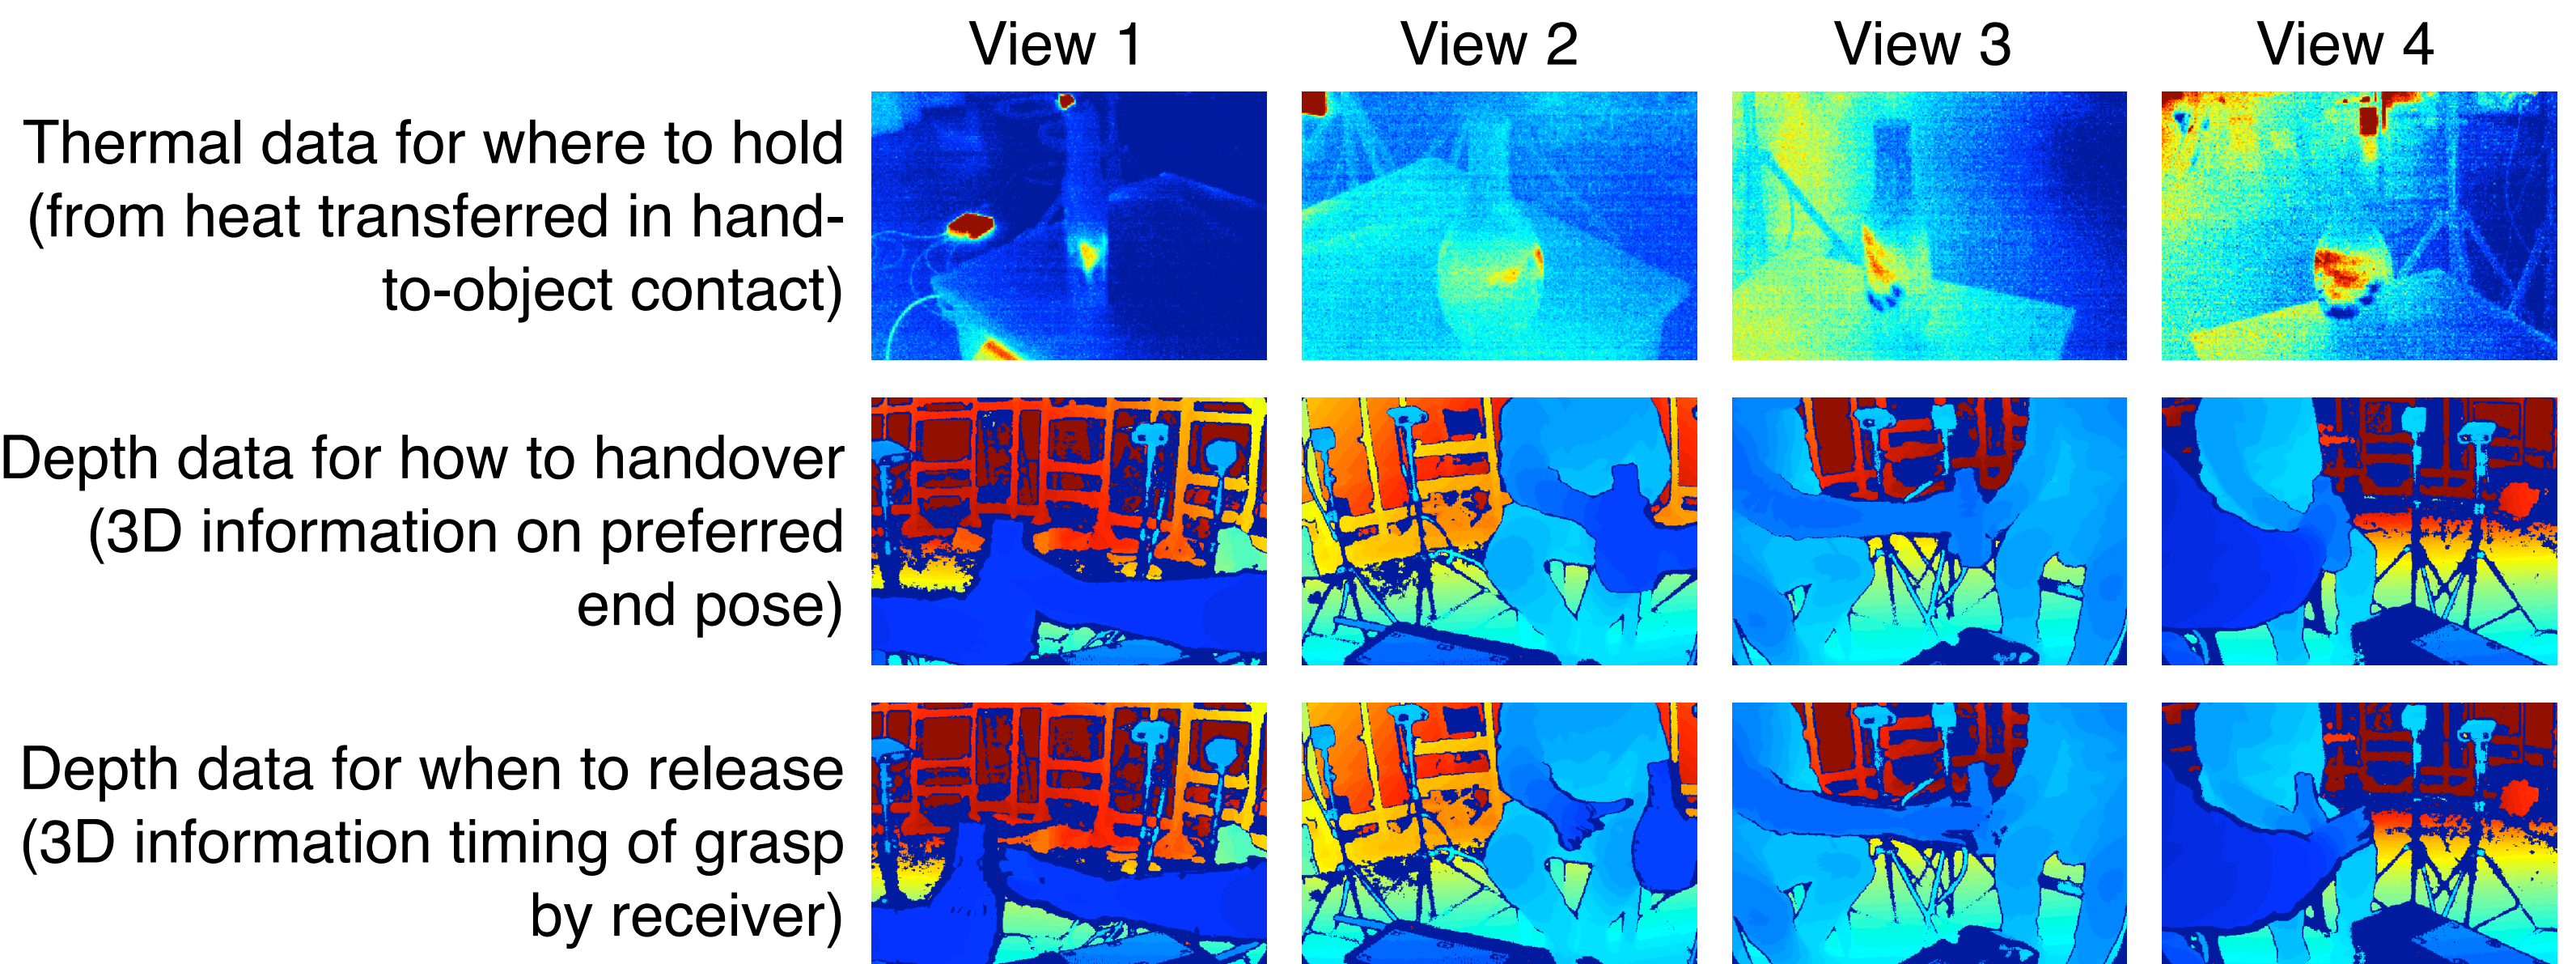 View 1
View 2
View 3
View 4
Thermal data for where to hold
(from heat transferred in hand-
to-object contact)
Depth data for how to handover
(3D information on preferred
end pose)
Depth data for when to release
(3D information timing of grasp
by receiver)